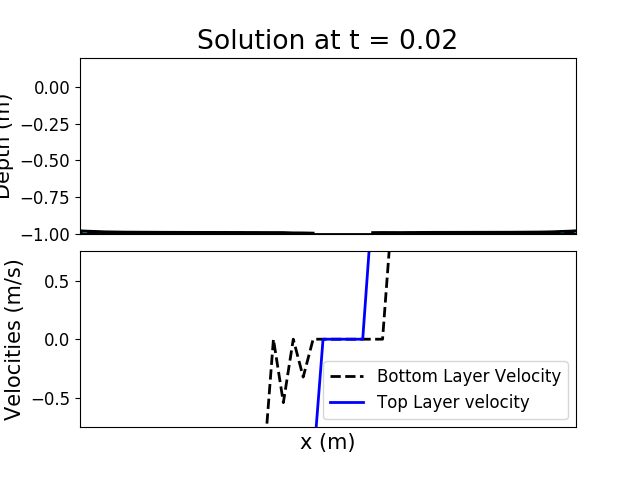 Solution at t = 0.02
Depth (m)
0.00
−0.25
−0.50
−0.75
−1.00
Velocities (m/s)
0.5
0.0
−0.5
Bottom Layer Velocity
Top Layer velocity
x (m)